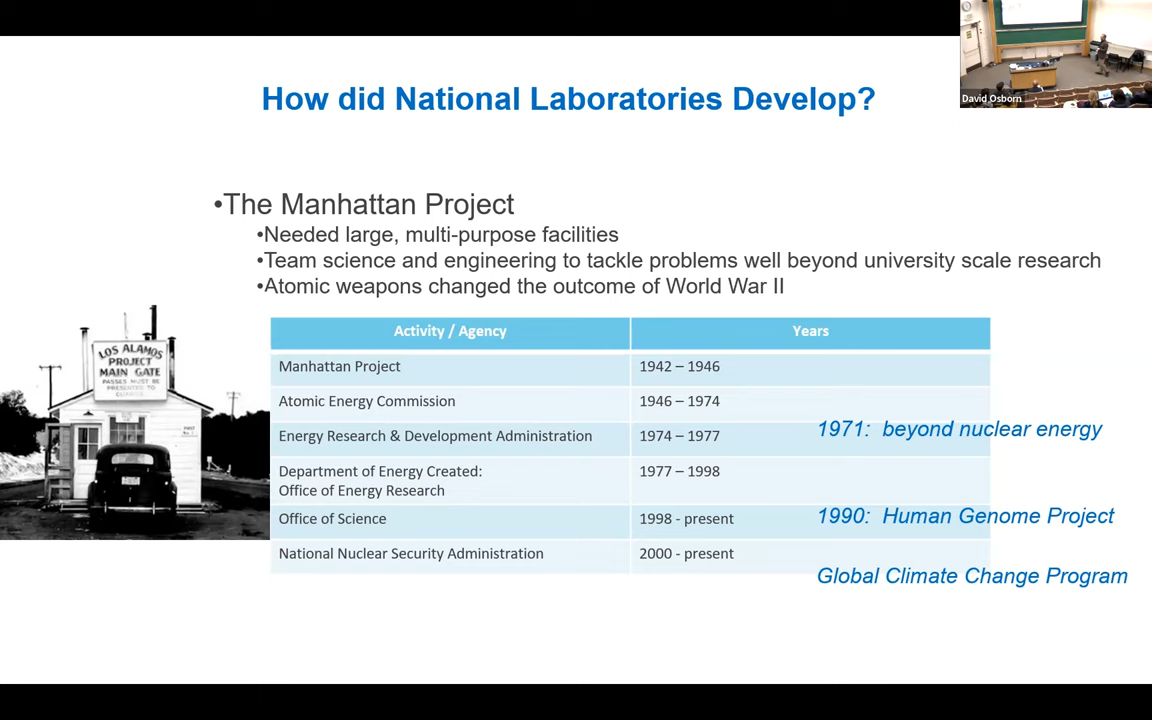 How did National Laboratories Develop?
David Osborn
•The Manhattan Project
•Needed large, multi-purpose facilities
•Team science and engineering to tackle problems well beyond university scale research
•Atomic weapons changed the outcome of World War II
LOS ALAMOS
PROJECT
MAIN GATE
PASSES MUST BE
PRESENTED TO
GUARDS
Activity / Agency Years
Manhattan Project 1942 – 1946
Atomic Energy Commission 1946 – 1974
1971: beyond nuclear energy
Energy Research & Development Administration 1974 – 1977
Department of Energy Created: 1977 – 1998
Office of Energy Research
1990: Human Genome Project
Office of Science 1998 - present
National Nuclear Security Administration 2000 - present
Global Climate Change Program